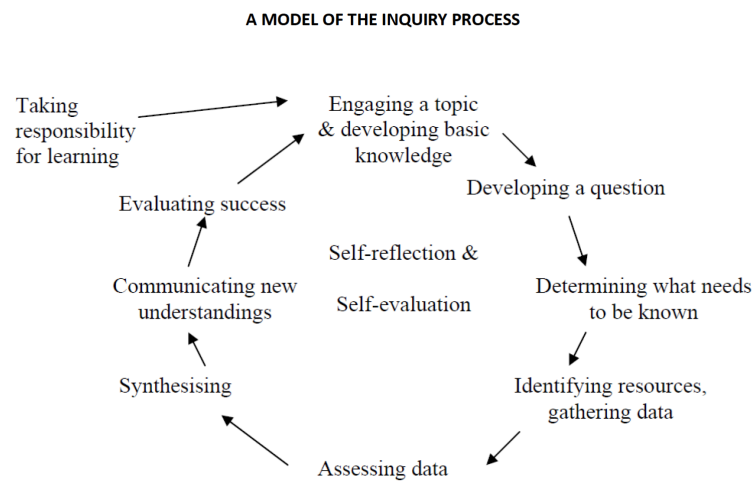 A MODEL OF THE INQUIRY PROCESS
Taking
responsibility
for learning
Engaging a topic
& developing basic
knowledge
Developing a question
Determining what needs
to be known
Identifying resources,
gathering data
Assessing data
Synthesising
Communicating new
understandings
Evaluating success
Self-reflection &
Self-evaluation